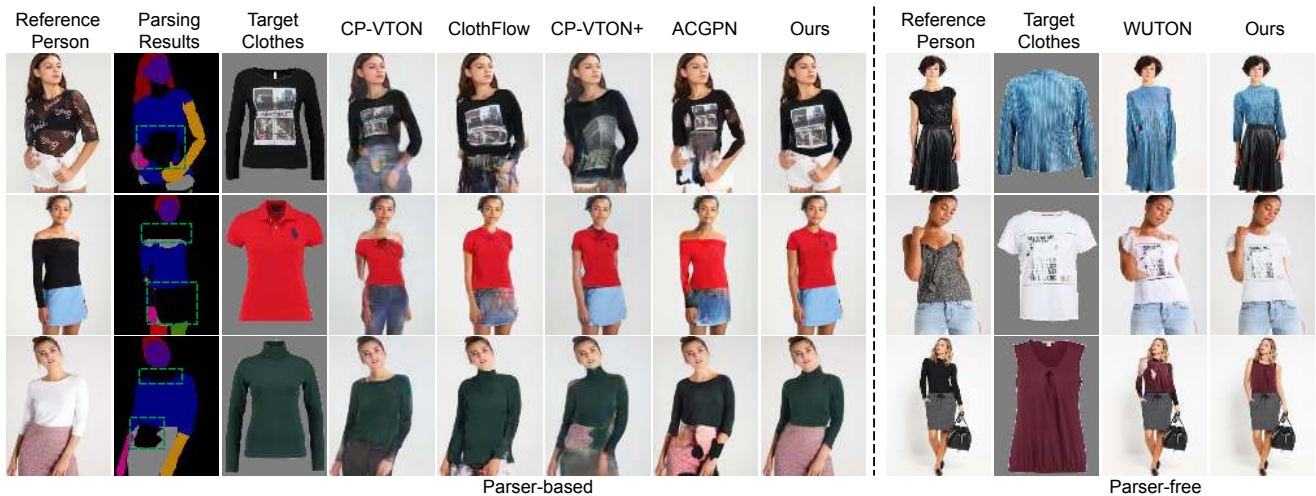 Reference Person
Parsing Results
Target Clothes
CP-VTON
ClothFlow
CP-VTON+
ACGPN
Ours
Reference Person
Target Clothes
WUTON
Ours
Parser-based
Parser-free